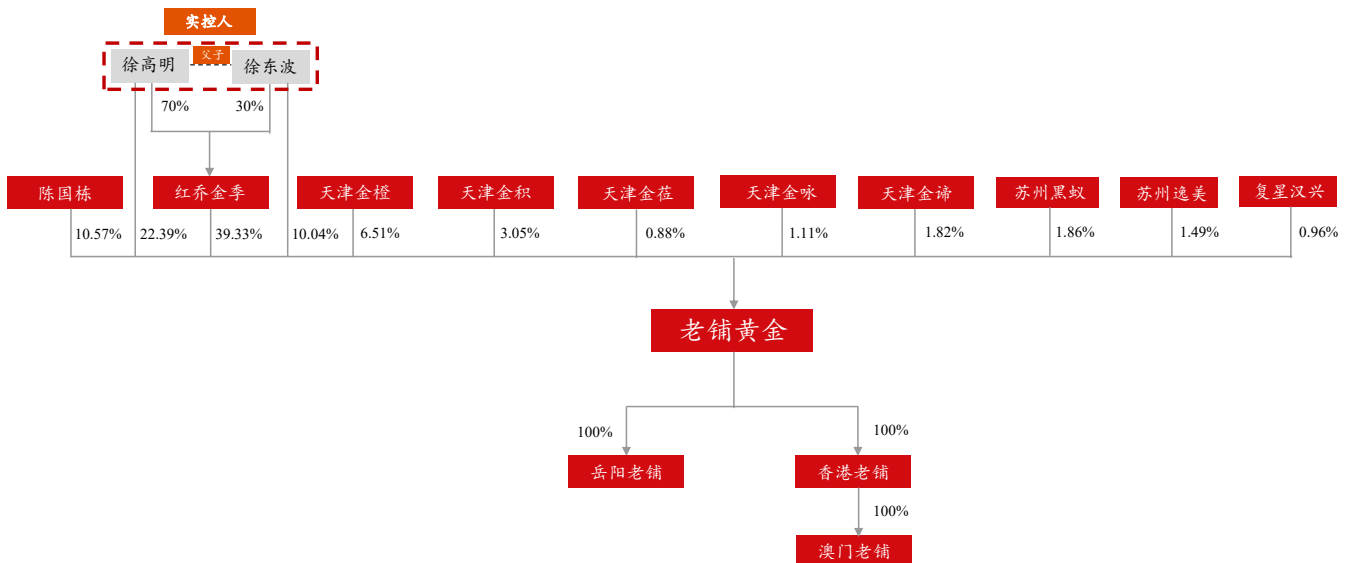 实控人
徐高明
父子
徐东波
70%
30%
陈国栋
红乔金季
天津金橙
天津金积
天津金莅
天津金咏
天津金谛
苏州黑蚁
苏州逸美
复星汉兴
10.57%
22.39%
39.33%
10.04%
6.51%
3.05%
0.88%
1.11%
1.82%
1.86%
1.49%
0.96%
老铺黄金
100%
100%
岳阳老铺
香港老铺
100%
澳门老铺